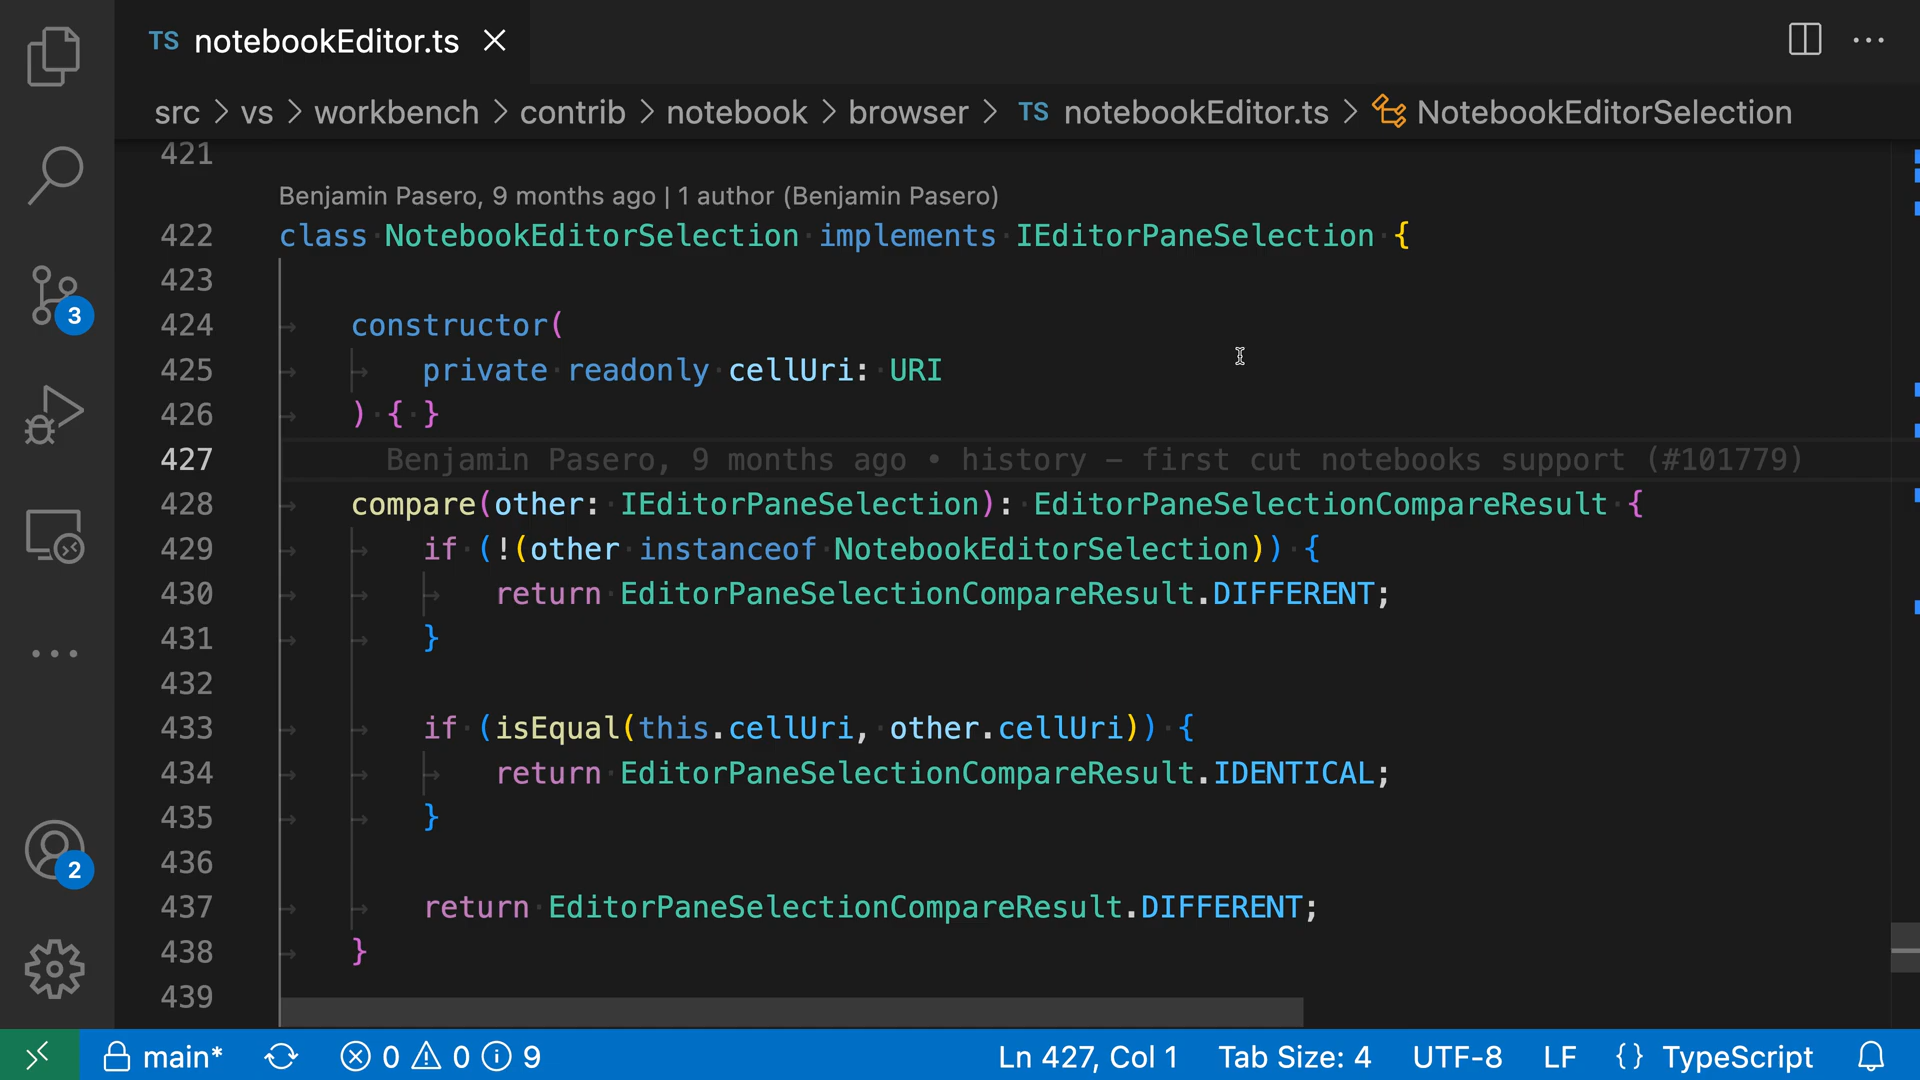 TS notebookEditor.ts
src > vs > workbench > contrib > notebook > browser > TS notebookEditor.ts > NotebookEditorSelection
421
Benjamin Pasero, 9 months ago | 1 author (Benjamin Pasero)
422 class NotebookEditorSelection implements IEditorPaneSelection {
423
424 constructor(
425 private readonly cellUri: URI
426 ) { }
427 Benjamin Pasero, 9 months ago • history – first cut notebooks support (#101779)
428 compare(other: IEditorPaneSelection): EditorPaneSelectionCompareResult {
429 if (!(other instanceof NotebookEditorSelection)) {
430 return EditorPaneSelectionCompareResult.DIFFERENT;
431 }
432
433 if (isEqual(this.cellUri, other.cellUri)) {
434 return EditorPaneSelectionCompareResult.IDENTICAL;
435 }
436
437 return EditorPaneSelectionCompareResult.DIFFERENT;
438 }
439
3
2
main* 0 0 9 Ln 427, Col 1 Tab Size: 4 UTF-8 LF {} TypeScript